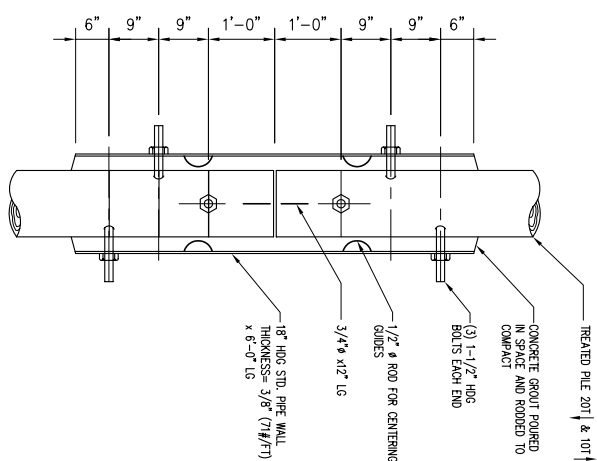 6" 9" 9" 1'-0" 1'-0" 9" 9" 6"
TREATED PILE 20T & 10T
CONCRETE GROUT POURED
IN SPACE AND RODDED TO
COMPACT
(3) 1-1/2" HDG
BOLTS EACH END
1/2" ø ROD FOR CENTERING
GUIDES
3/4"ø x12" LG
18" HDG STD. PIPE WALL
THICKNESS= 3/8" (71#/FT)
x 6'-0" LG